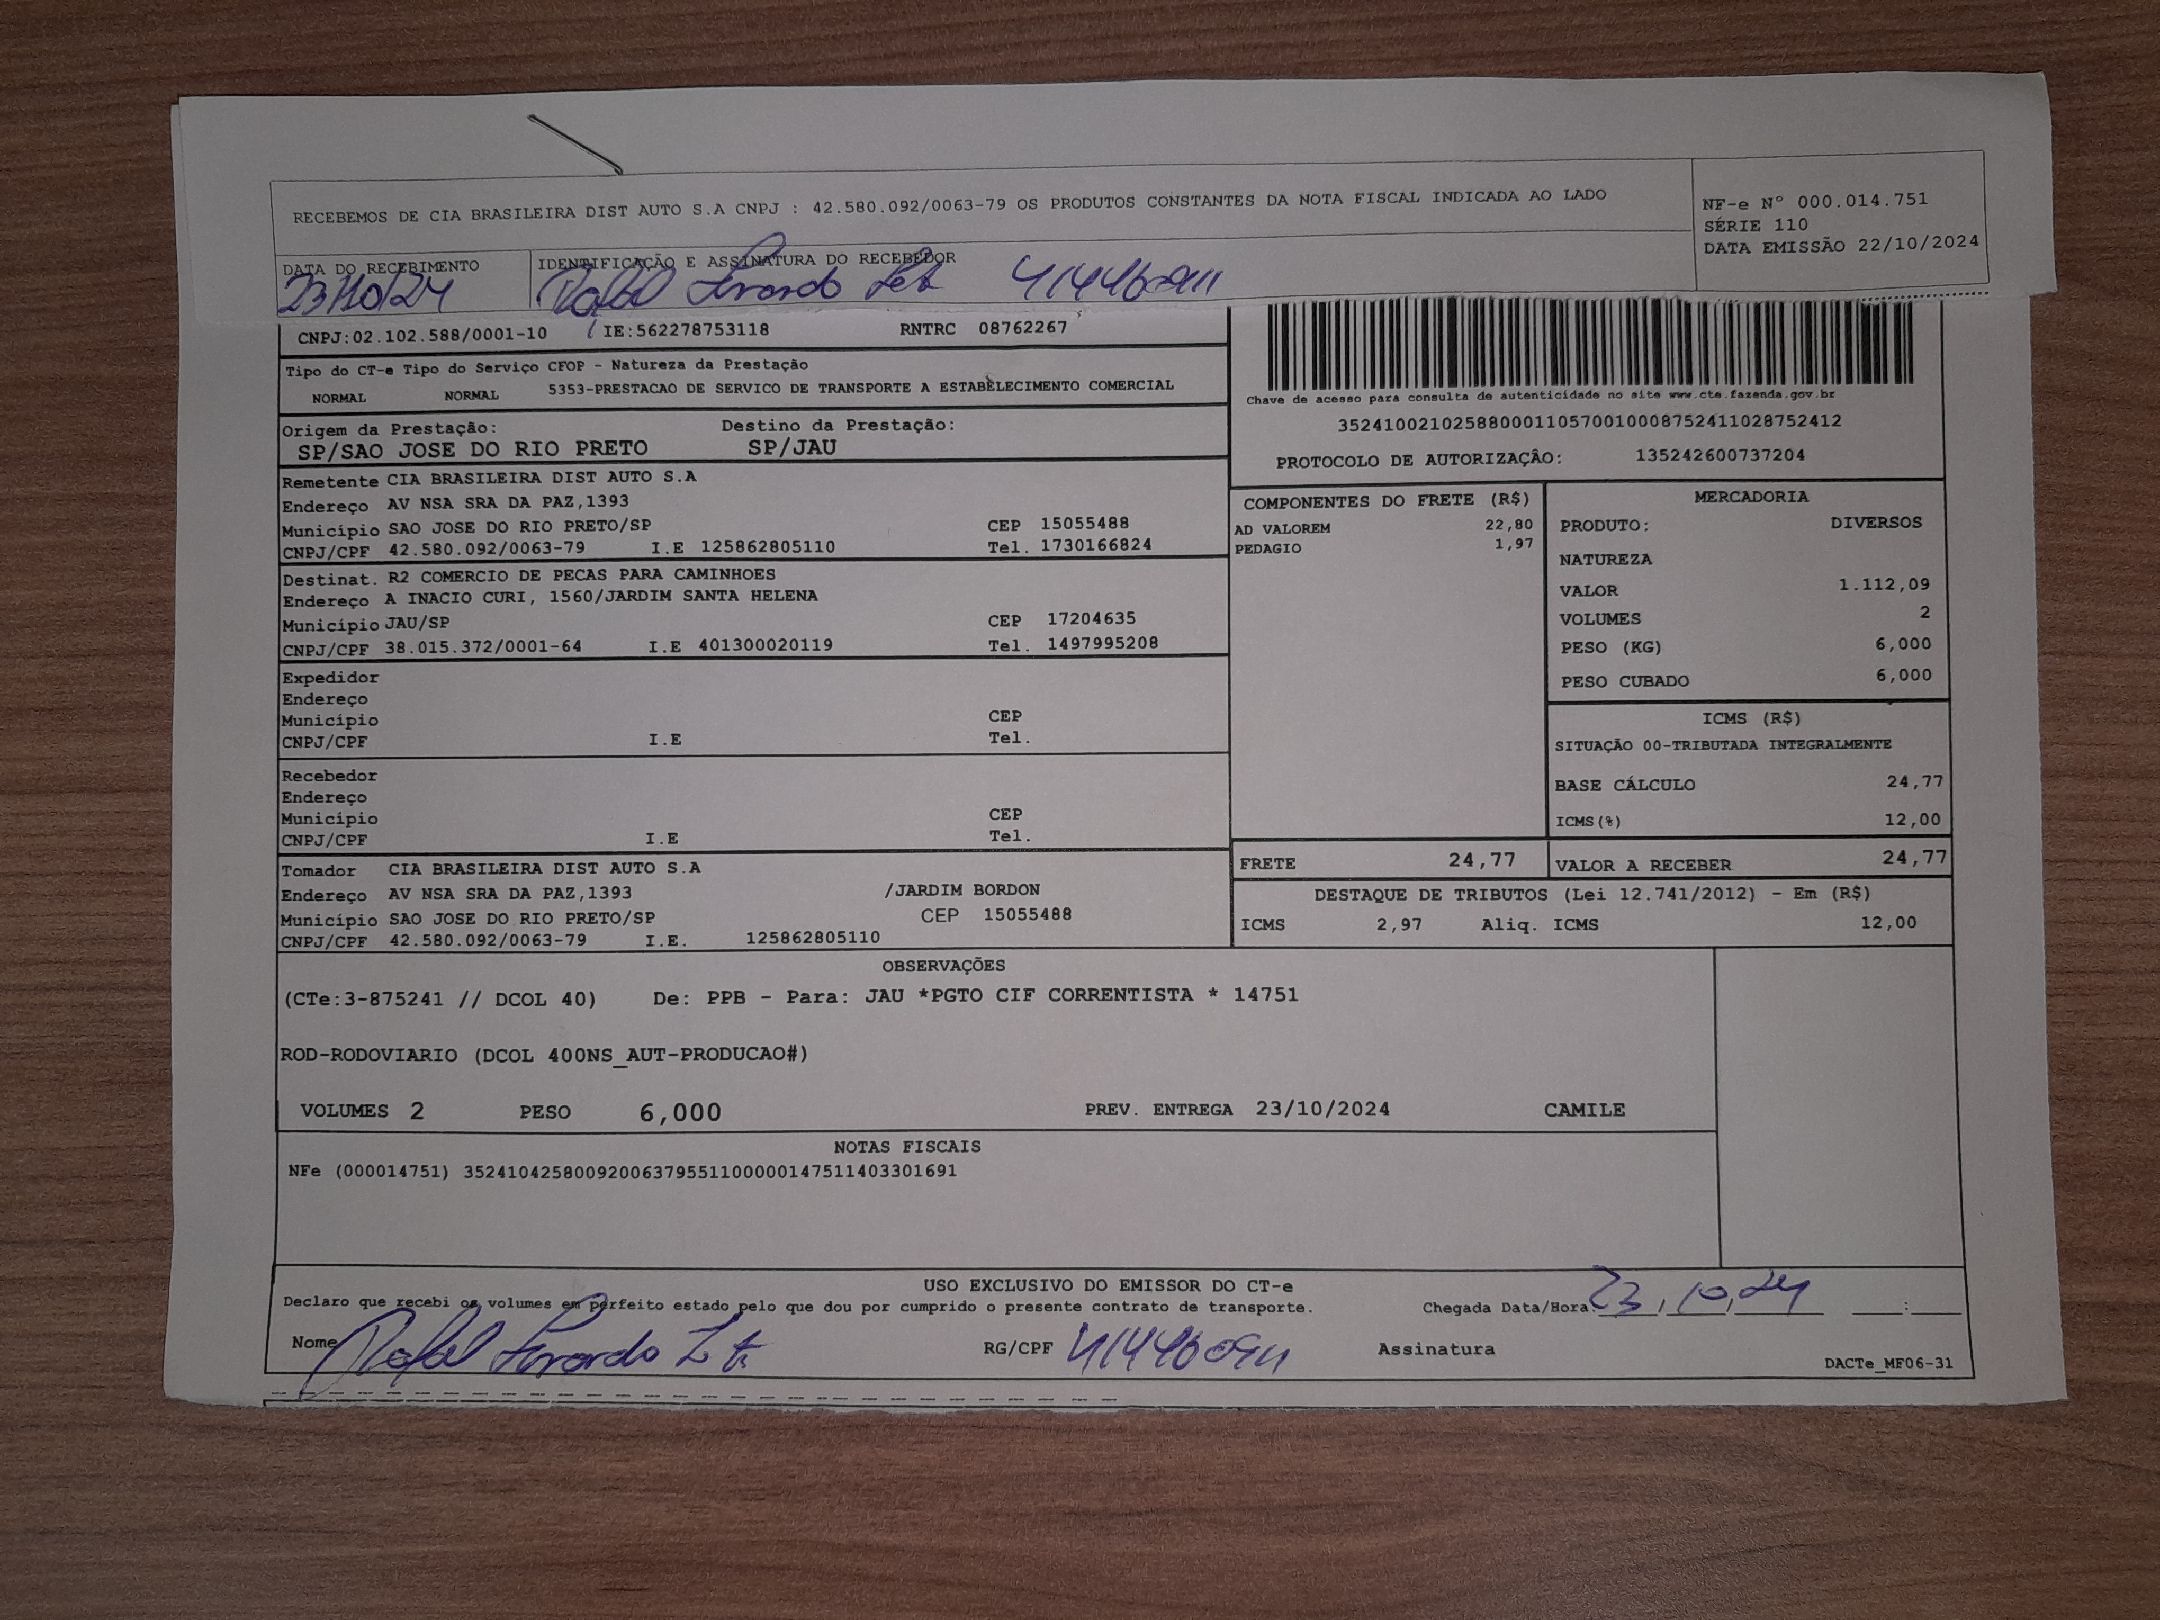 RECEBEMOS DE CIA BRASILEIRA DIST AUTO S.A CNPJ : 42.580.092/0063-79 OS PRODUTOS CONSTANTES DA NOTA FISCAL INDICADA AO LADO
NF-e Nº 000.014.751
SÉRIE 110
DATA EMISSÃO 22/10/2024
DATA DO RECEBIMENTO IDENTIFICAÇÃO E ASSINATURA DO RECEBEDOR
23/10/24
CNPJ:02.102.588/0001-10 IE:562278753118 RNTRC 08762267
Tipo do CT-e Tipo do Serviço CFOP - Natureza da Prestação
NORMAL NORMAL 5353-PRESTACAO DE SERVICO DE TRANSPORTE A ESTABELECIMENTO COMERCIAL
Chave de acesso para consulta de autenticidade no site www.cte.fazenda.gov.br
35241002102588000110570010008752411028752412
PROTOCOLO DE AUTORIZAÇÃO: 135242600737204
Origem da Prestação: Destino da Prestação:
SP/SAO JOSE DO RIO PRETO SP/JAU
Remetente CIA BRASILEIRA DIST AUTO S.A
Endereço AV NSA SRA DA PAZ,1393
Município SAO JOSE DO RIO PRETO/SP CEP 15055488
CNPJ/CPF 42.580.092/0063-79 I.E 125862805110 Tel. 1730166824
Destinat. R2 COMERCIO DE PECAS PARA CAMINHOES
Endereço A INACIO CURI, 1560/JARDIM SANTA HELENA
Município JAU/SP CEP 17204635
CNPJ/CPF 38.015.372/0001-64 I.E 401300020119 Tel. 1497995208
Expedidor
Endereço
Município CEP
CNPJ/CPF I.E Tel.
Recebedor
Endereço
Município CEP
CNPJ/CPF I.E Tel.
Tomador CIA BRASILEIRA DIST AUTO S.A
Endereço AV NSA SRA DA PAZ,1393 /JARDIM BORDON
Município SAO JOSE DO RIO PRETO/SP CEP 15055488
CNPJ/CPF 42.580.092/0063-79 I.E. 125862805110
COMPONENTES DO FRETE (R$)
AD VALOREM 22,80
PEDAGIO 1,97
MERCADORIA
PRODUTO: DIVERSOS
NATUREZA
VALOR 1.112,09
VOLUMES 2
PESO (KG) 6,000
PESO CUBADO 6,000
ICMS (R$)
SITUAÇÃO 00-TRIBUTADA INTEGRALMENTE
BASE CÁLCULO 24,77
ICMS(%) 12,00
FRETE 24,77 VALOR A RECEBER 24,77
DESTAQUE DE TRIBUTOS (Lei 12.741/2012) - Em (R$)
ICMS 2,97 Aliq. ICMS 12,00
OBSERVAÇÕES
(CTe:3-875241 // DCOL 40) De: PPB - Para: JAU *PGTO CIF CORRENTISTA * 14751
ROD-RODOVIARIO (DCOL 400NS_AUT-PRODUCAO#)
VOLUMES 2 PESO 6,000 PREV. ENTREGA 23/10/2024 CAMILE
NOTAS FISCAIS
NFe (000014751) 35241042580092006379551100000147511403301691
USO EXCLUSIVO DO EMISSOR DO CT-e
Declaro que recebi os volumes em perfeito estado pelo que dou por cumprido o presente contrato de transporte. Chegada Data/Hora: 23/10/24 :
Nome RG/CPF Assinatura
DACTe_MF06-31